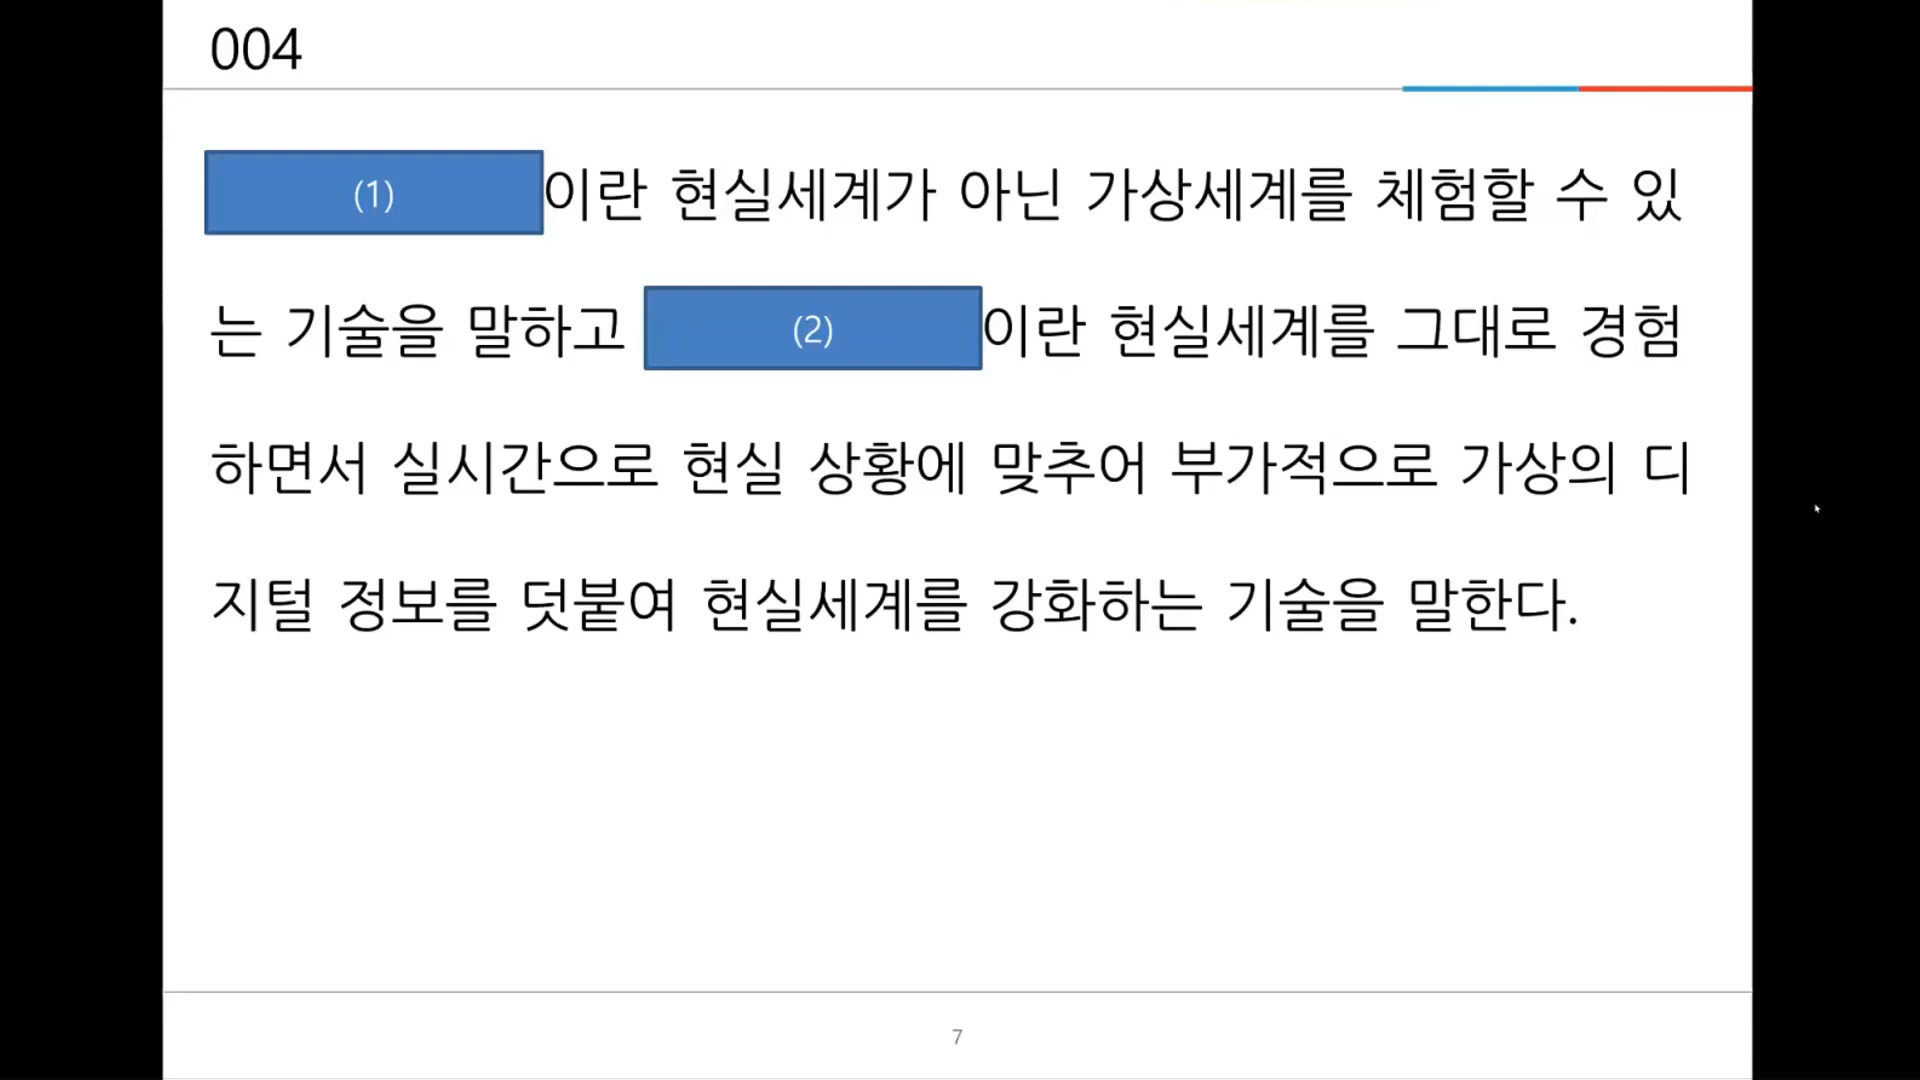 004
(1)이란 현실세계가 아닌 가상세계를 체험할 수 있
는 기술을 말하고 (2)이란 현실세계를 그대로 경험
하면서 실시간으로 현실 상황에 맞추어 부가적으로 가상의 디
지털 정보를 덧붙여 현실세계를 강화하는 기술을 말한다.
7